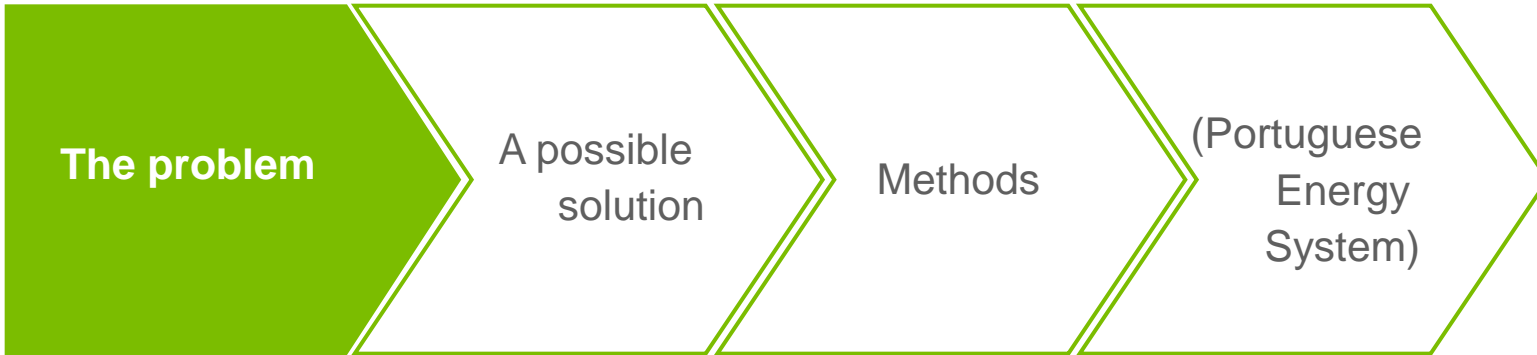 The problem
A possible
solution
Methods
(Portuguese
Energy
System)